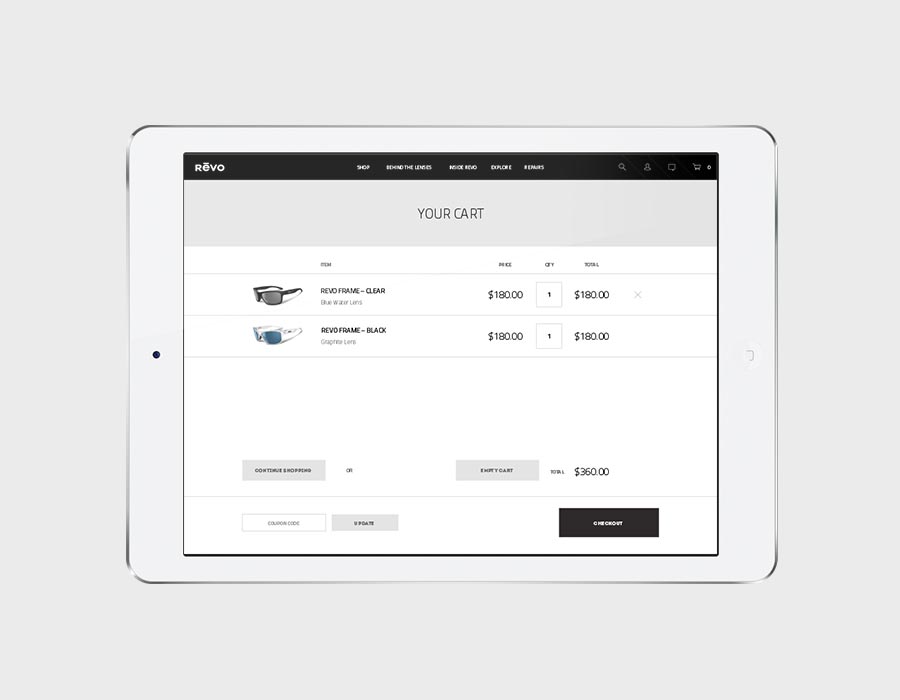 RēVO SHOP BEHIND THE LENSES INSIDE REVO EXPLORE REPAIRS 0
YOUR CART
ITEM PRICE QTY TOTAL
REVO FRAME – CLEAR $180.00 1 $180.00
Blue Water Lens
REVO FRAME – BLACK $180.00 1 $180.00
Graphite Lens
CONTINUE SHOPPING OR EMPTY CART TOTAL $360.00
COUPON CODE UPDATE CHECKOUT